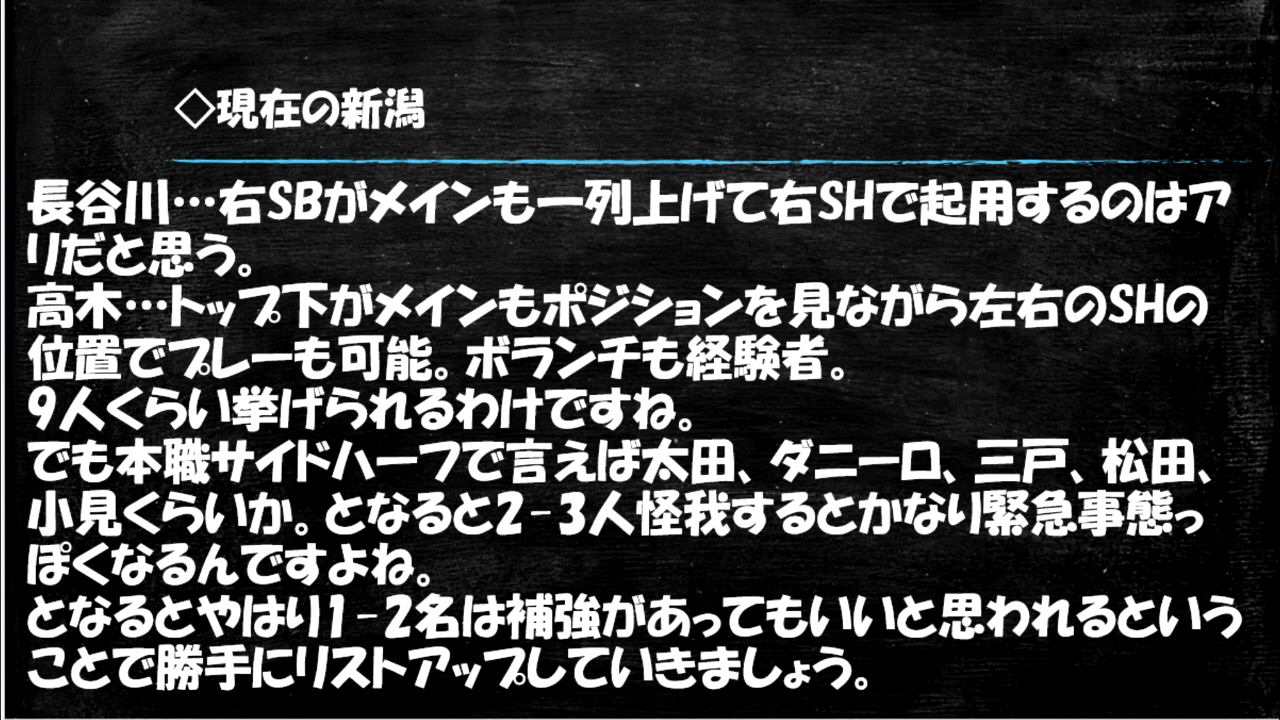 ◇現在の新潟
長谷川…右SBがメインも一列上げて右SHで起用するのはア
リだと思う。
高木…トップ下がメインもポジションを見ながら左右のSHの
位置でプレーも可能。ボランチも経験者。
9人くらい挙げられるわけですね。
でも本職サイドハーフで言えば太田、ダニーロ、三戸、松田、
小見くらいか。となると2-3人怪我するとかなり緊急事態っ
ぽくなるんですよね。
となるとやはり1-2名は補強があってもいいと思われるという
ことで勝手にリストアップしていきましょう。